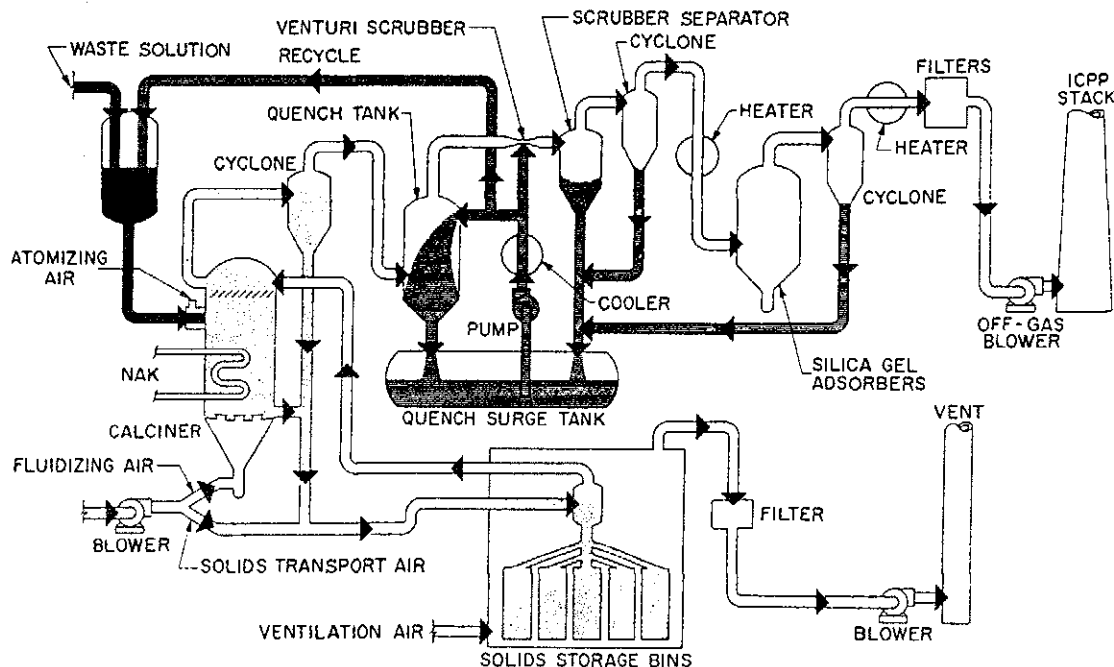 SCRUBBER SEPARATOR
VENTURI SCRUBBER
CYCLONE
WASTE SOLUTION
RECYCLE
FILTERS
ICPP
STACK
QUENCH TANK
HEATER
CYCLONE
HEATER
CYCLONE
ATOMIZING
AIR
COOLER
PUMP
OFF-GAS
BLOWER
NAK
SILICA GEL
ADSORBERS
QUENCH SURGE TANK
VENT
CALCINER
FLUIDIZING AIR
FILTER
BLOWER
SOLIDS TRANSPORT AIR
VENTILATION AIR
BLOWER
SOLIDS STORAGE BINS